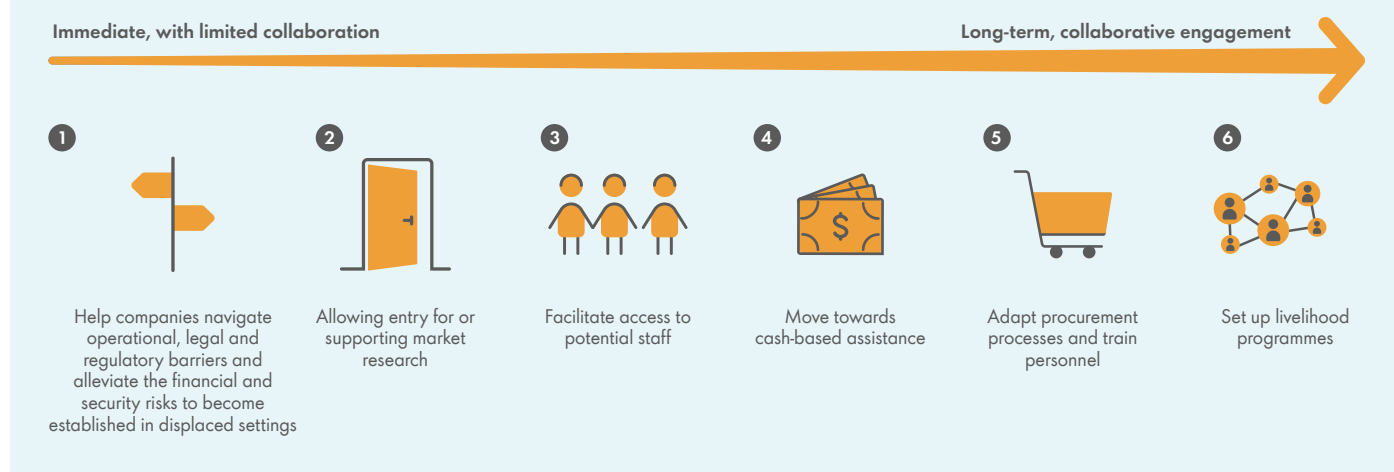 Immediate, with limited collaboration
Long-term, collaborative engagement
1
Help companies navigate
operational, legal and
regulatory barriers and
alleviate the financial and
security risks to become
established in displaced settings
2
Allowing entry for or
supporting market
research
3
Facilitate access to
potential staff
4
$
Move towards
cash-based assistance
5
Adapt procurement
processes and train
personnel
6
Set up livelihood
programmes